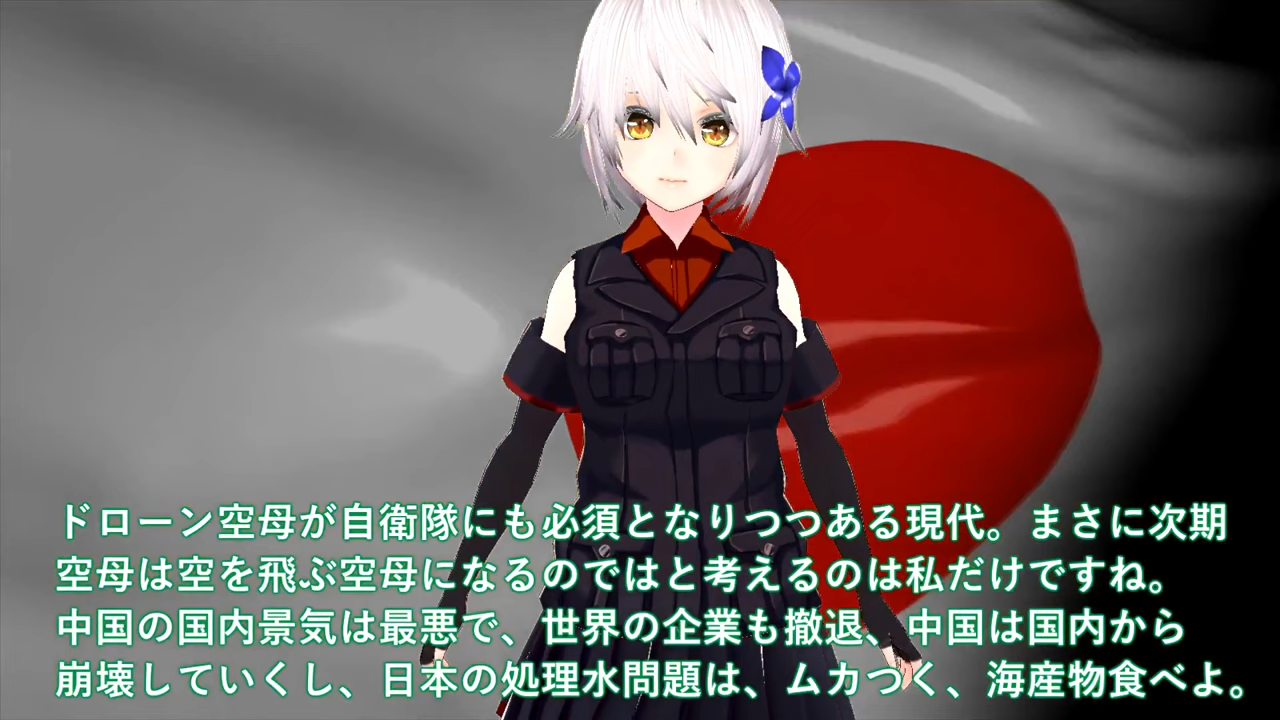 ドローン空母が自衛隊にも必須となりつつある現代。まさに次期
空母は空を飛ぶ空母になるのではと考えるのは私だけですね。
中国の国内景気は最悪で、世界の企業も撤退、中国は国内から
崩壊していくし、日本の処理水問題は、ムカつく、海産物食べよ。